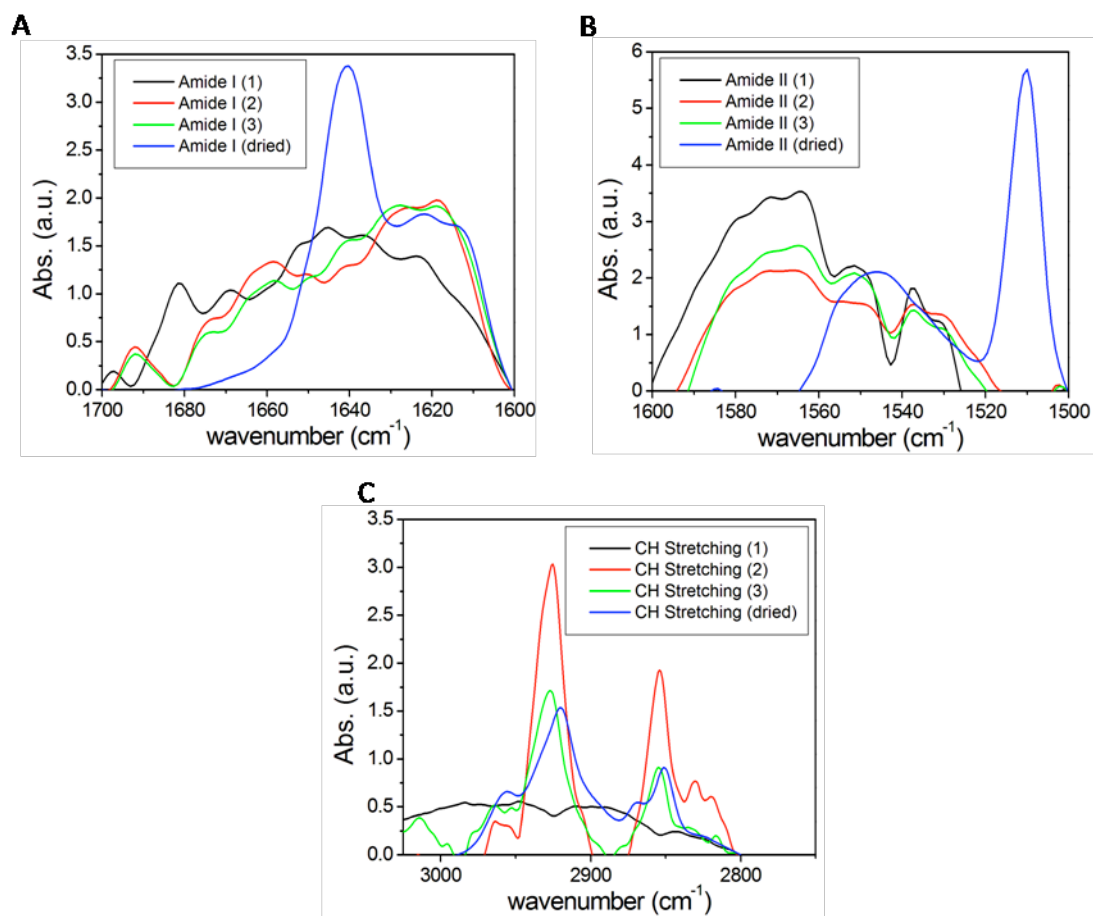 A
Abs. (a.u.)
3.5
3.0
2.5
2.0
1.5
1.0
0.5
0.0
Amide I (1)
Amide I (2)
Amide I (3)
Amide I (dried)
1700 1680 1660 1640 1620 1600
wavenumber (cm-1)
B
Abs. (a.u.)
6
5
4
3
2
1
0
Amide II (1)
Amide II (2)
Amide II (3)
Amide II (dried)
1600 1580 1560 1540 1520 1500
wavenumber (cm-1)
C
Abs. (a.u.)
3.5
3.0
2.5
2.0
1.5
1.0
0.5
0.0
CH Stretching (1)
CH Stretching (2)
CH Stretching (3)
CH Stretching (dried)
3000 2900 2800
wavenumber (cm-1)